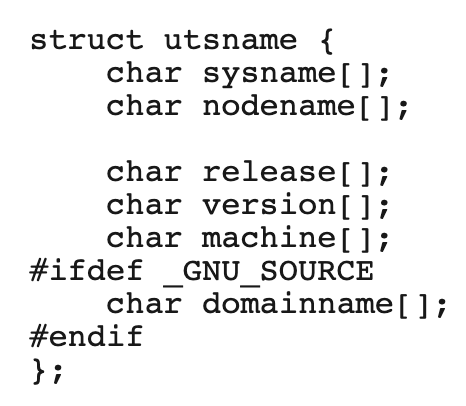 struct utsname {
    char sysname[];
    char nodename[];

    char release[];
    char version[];
    char machine[];
#ifdef _GNU_SOURCE
    char domainname[];
#endif
};